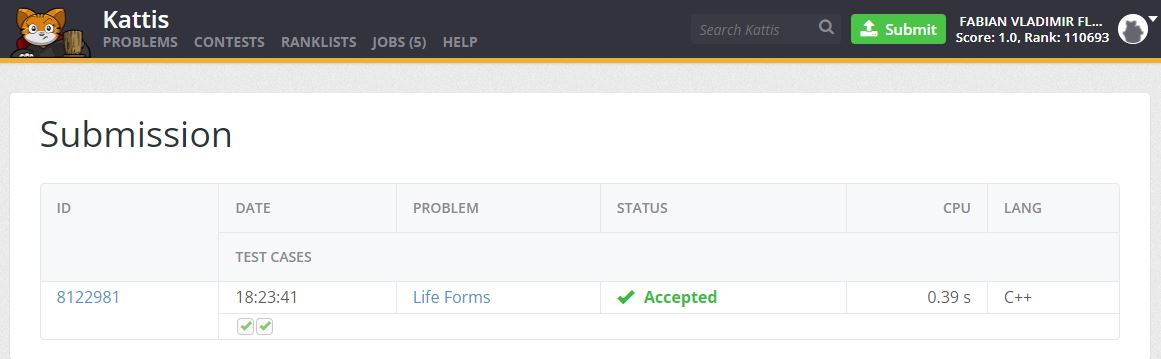 Kattis
PROBLEMS CONTESTS RANKLISTS JOBS (5) HELP
Search Kattis
Submit
FABIAN VLADIMIR FL...
Score: 1.0, Rank: 110693
Submission
ID DATE PROBLEM STATUS CPU LANG
TEST CASES
8122981 18:23:41 Life Forms Accepted 0.39 s C++